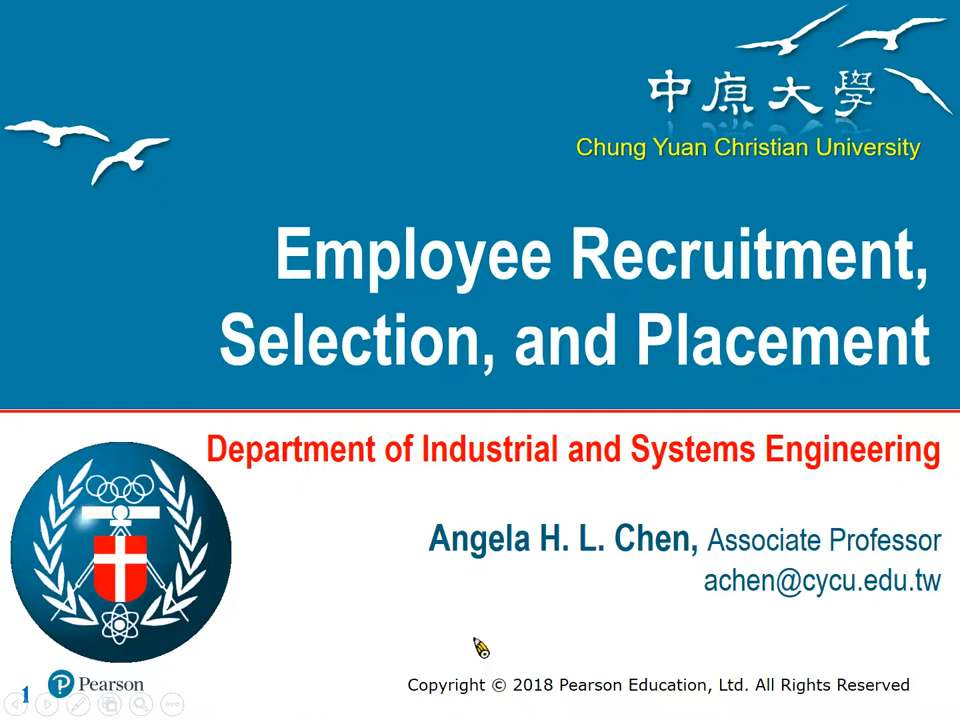 中原大學
Chung Yuan Christian University
Employee Recruitment,
Selection, and Placement
Department of Industrial and Systems Engineering
Angela H. L. Chen, Associate Professor
achen@cycu.edu.tw
1
Pearson
Copyright © 2018 Pearson Education, Ltd. All Rights Reserved